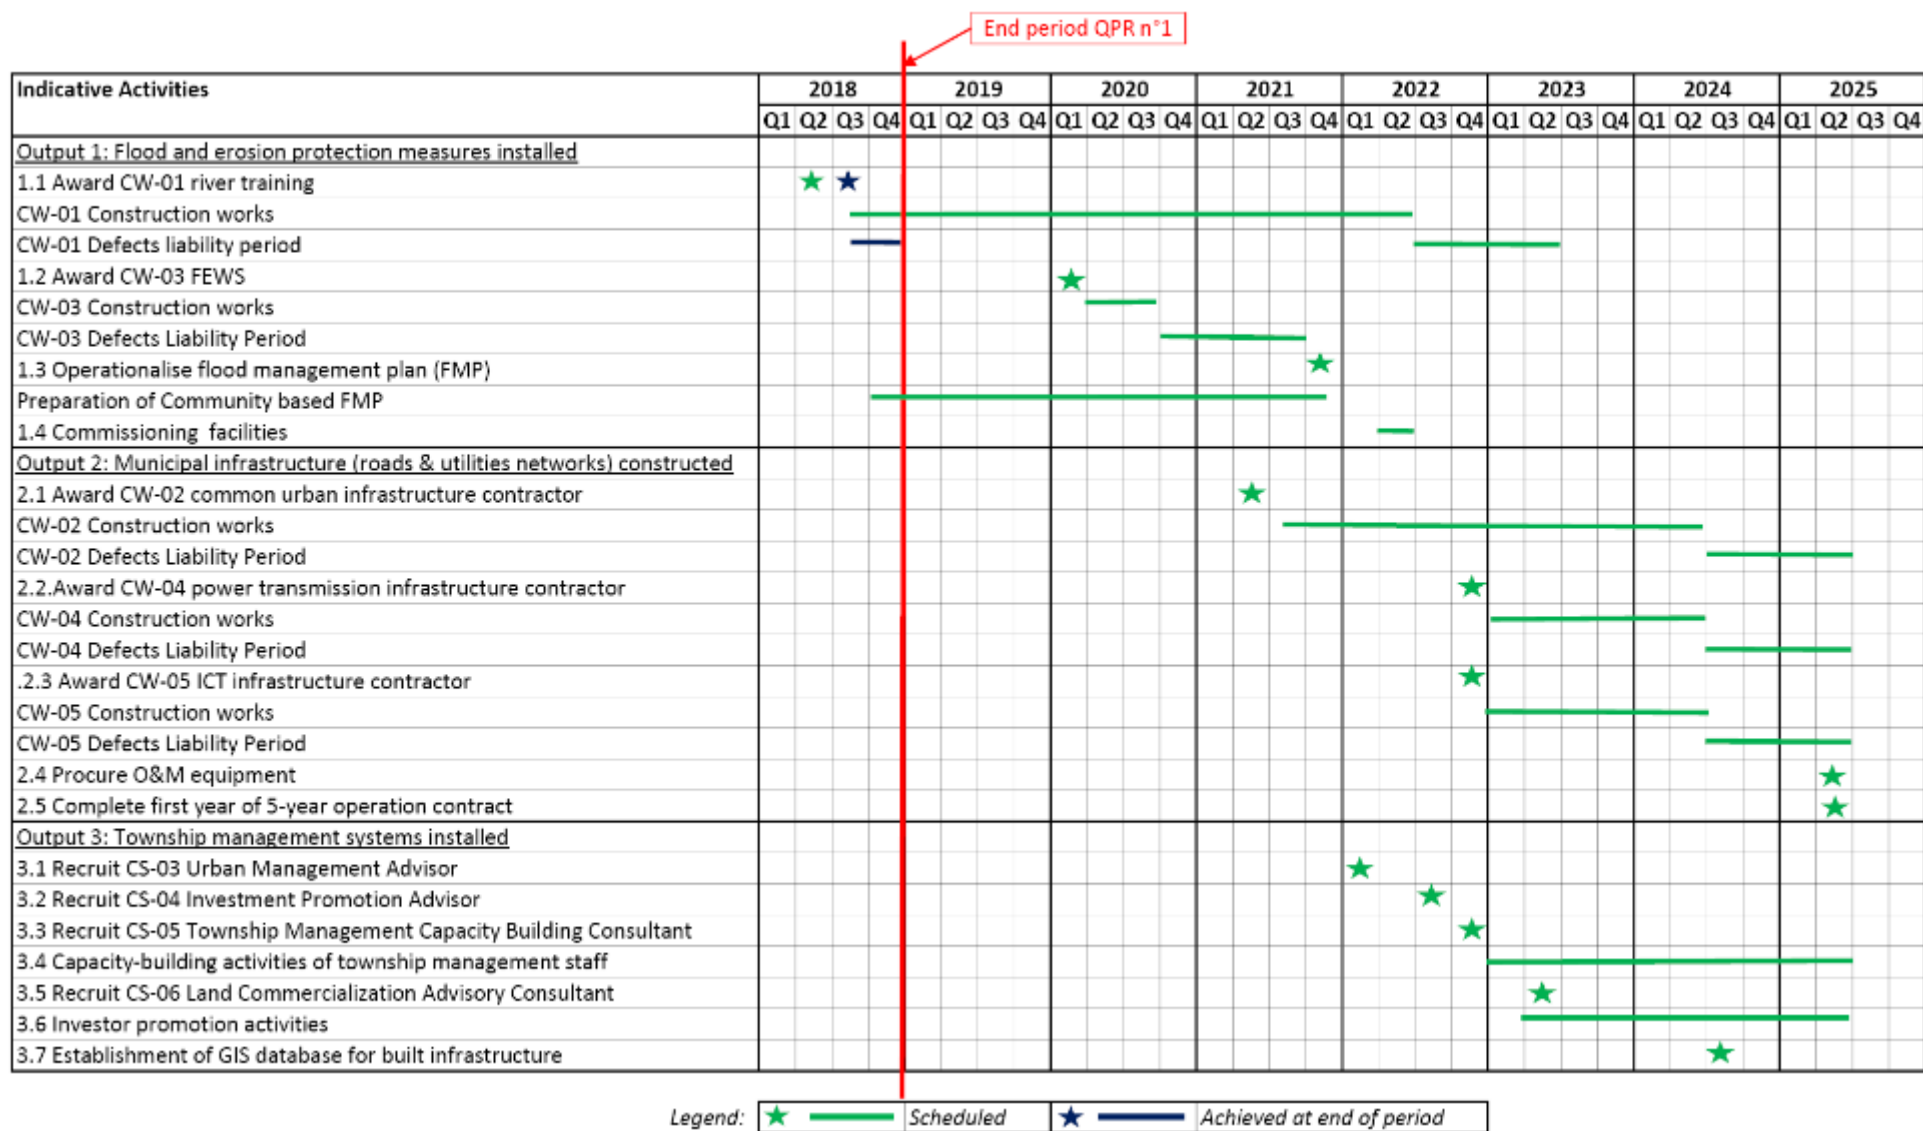 End period QPR n°1
Indicative Activities 2018 2019 2020 2021 2022 2023 2024 2025
Q1 Q2 Q3 Q4 Q1 Q2 Q3 Q4 Q1 Q2 Q3 Q4 Q1 Q2 Q3 Q4 Q1 Q2 Q3 Q4 Q1 Q2 Q3 Q4 Q1 Q2 Q3 Q4 Q1 Q2 Q3 Q4
Output 1: Flood and erosion protection measures installed
1.1 Award CW-01 river training
CW-01 Construction works
CW-01 Defects liability period
1.2 Award CW-03 FEWS
CW-03 Construction works
CW-03 Defects Liability Period
1.3 Operationalise flood management plan (FMP)
Preparation of Community based FMP
1.4 Commissioning facilities
Output 2: Municipal infrastructure (roads & utilities networks) constructed
2.1 Award CW-02 common urban infrastructure contractor
CW-02 Construction works
CW-02 Defects Liability Period
2.2.Award CW-04 power transmission infrastructure contractor
CW-04 Construction works
CW-04 Defects Liability Period
.2.3 Award CW-05 ICT infrastructure contractor
CW-05 Construction works
CW-05 Defects Liability Period
2.4 Procure O&M equipment
2.5 Complete first year of 5-year operation contract
Output 3: Township management systems installed
3.1 Recruit CS-03 Urban Management Advisor
3.2 Recruit CS-04 Investment Promotion Advisor
3.3 Recruit CS-05 Township Management Capacity Building Consultant
3.4 Capacity-building activities of township management staff
3.5 Recruit CS-06 Land Commercialization Advisory Consultant
3.6 Investor promotion activities
3.7 Establishment of GIS database for built infrastructure
Legend: Scheduled Achieved at end of period